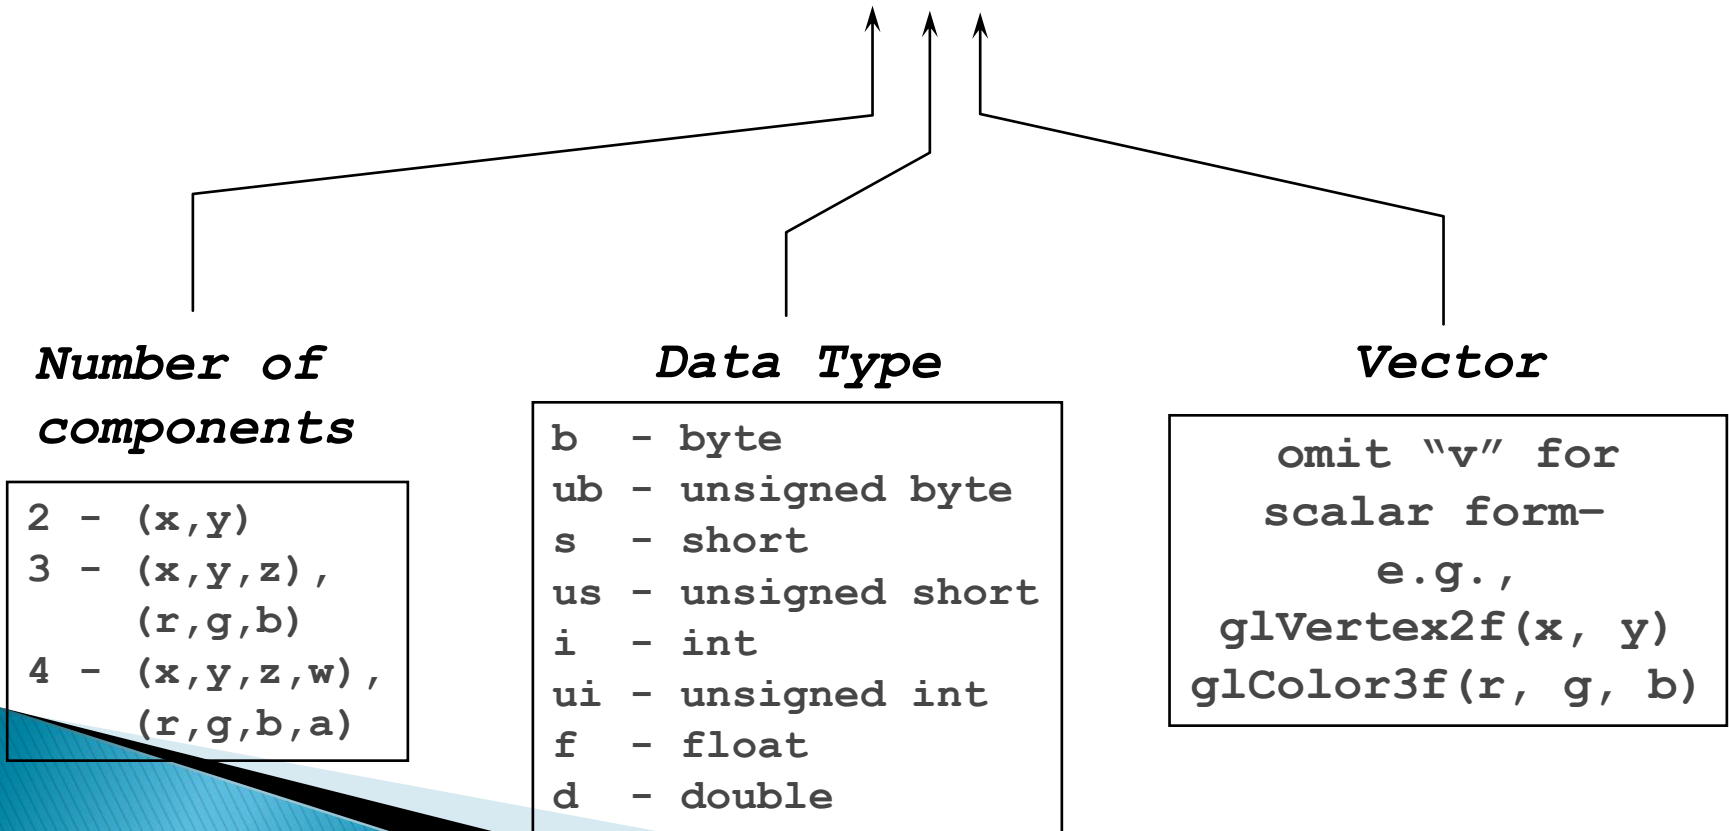 Number of
components
2 - (x,y)
3 - (x,y,z),
(r,g,b)
4 - (x,y,z,w),
(r,g,b,a)
Data Type
b - byte
ub - unsigned byte
s - short
us - unsigned short
i - int
ui - unsigned int
f - float
d - double
Vector
omit “v” for
scalar form–
e.g.,
glVertex2f(x, y)
glColor3f(r, g, b)